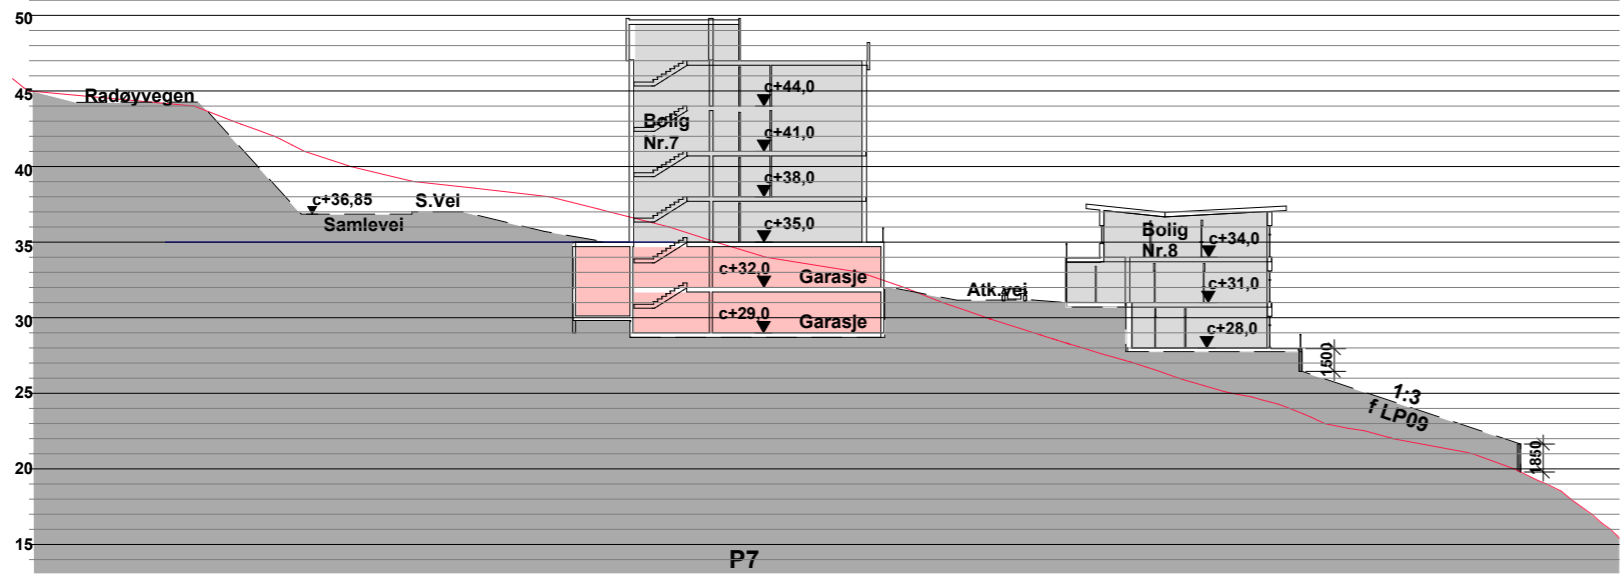 50
45
40
35
30
25
20
15
Radøyvegen
c+36,85
S.Vei
Samlevei
Bolig
Nr.7
c+44,0
c+41,0
c+38,0
c+35,0
c+32,0
Garasje
c+29,0
Garasje
Atk.vei
Bolig
Nr.8
c+34,0
c+31,0
c+28,0
1500
1:3
f LP09
1850
P7